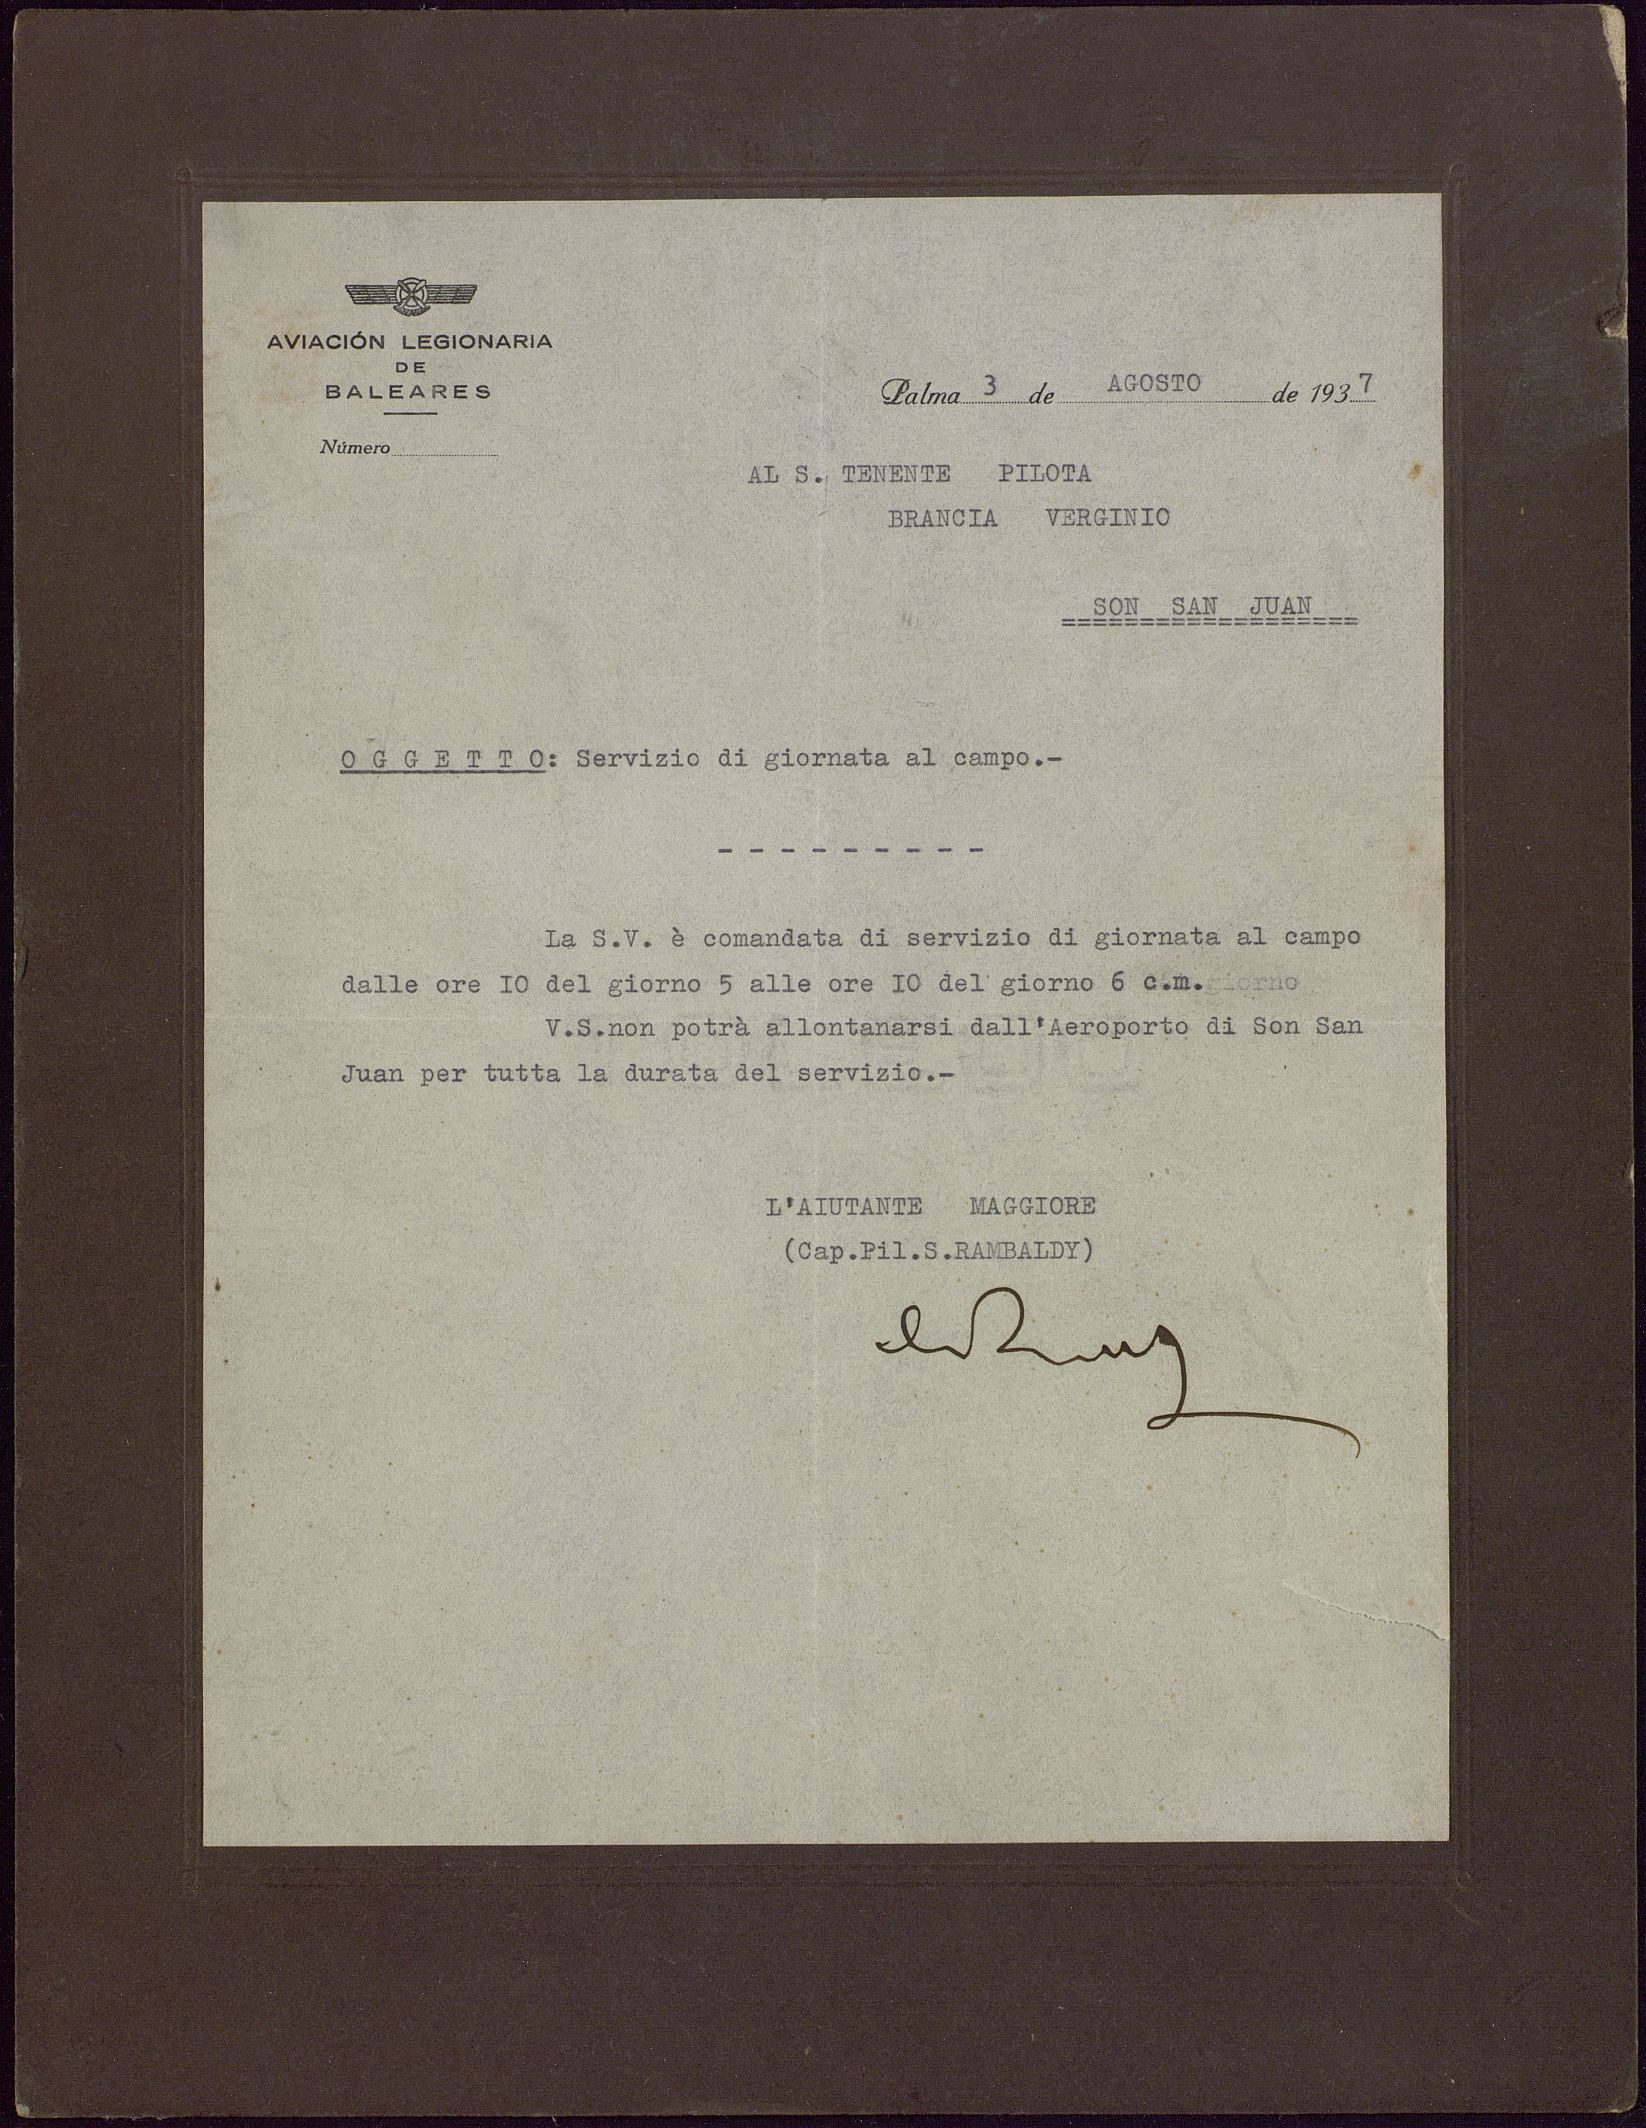 AVIACIÓN LEGIONARIA
DE
BALEARES
Número
Palma 3 de AGOSTO de 1937
AL S. TENENTE PILOTA
BRANCIA VERGINIO
SON SAN JUAN
==================
O G G E T T O: Servizio di giornata al campo.-
- - - - - - - - -
La S.V. è comandata di servizio di giornata al campo
dalle ore IO del giorno 5 alle ore IO del giorno 6 c.m. giorno
V.S.non potrà allontanarsi dall'Aeroporto di Son San
Juan per tutta la durata del servizio.-
L'AIUTANTE MAGGIORE
(Cap.Pil.S.RAMBALDY)